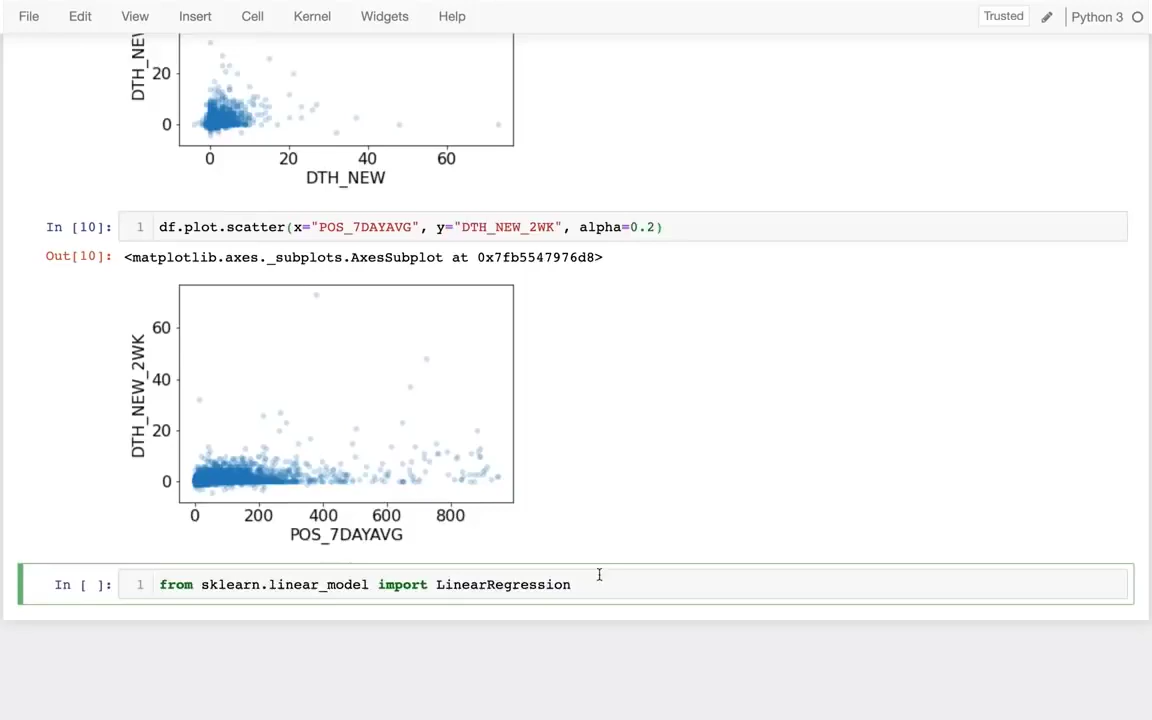 File Edit View Insert Cell Kernel Widgets Help Trusted Python 3
20
0
0 20 40 60
DTH_NEW
In [10]: 1 df.plot.scatter(x="POS_7DAYAVG", y="DTH_NEW_2WK", alpha=0.2)
Out[10]: <matplotlib.axes._subplots.AxesSubplot at 0x7fb5547976d8>
DTH_NEW_2WK
60
40
20
0
0 200 400 600 800
POS_7DAYAVG
In [ ]: 1 from sklearn.linear_model import LinearRegression